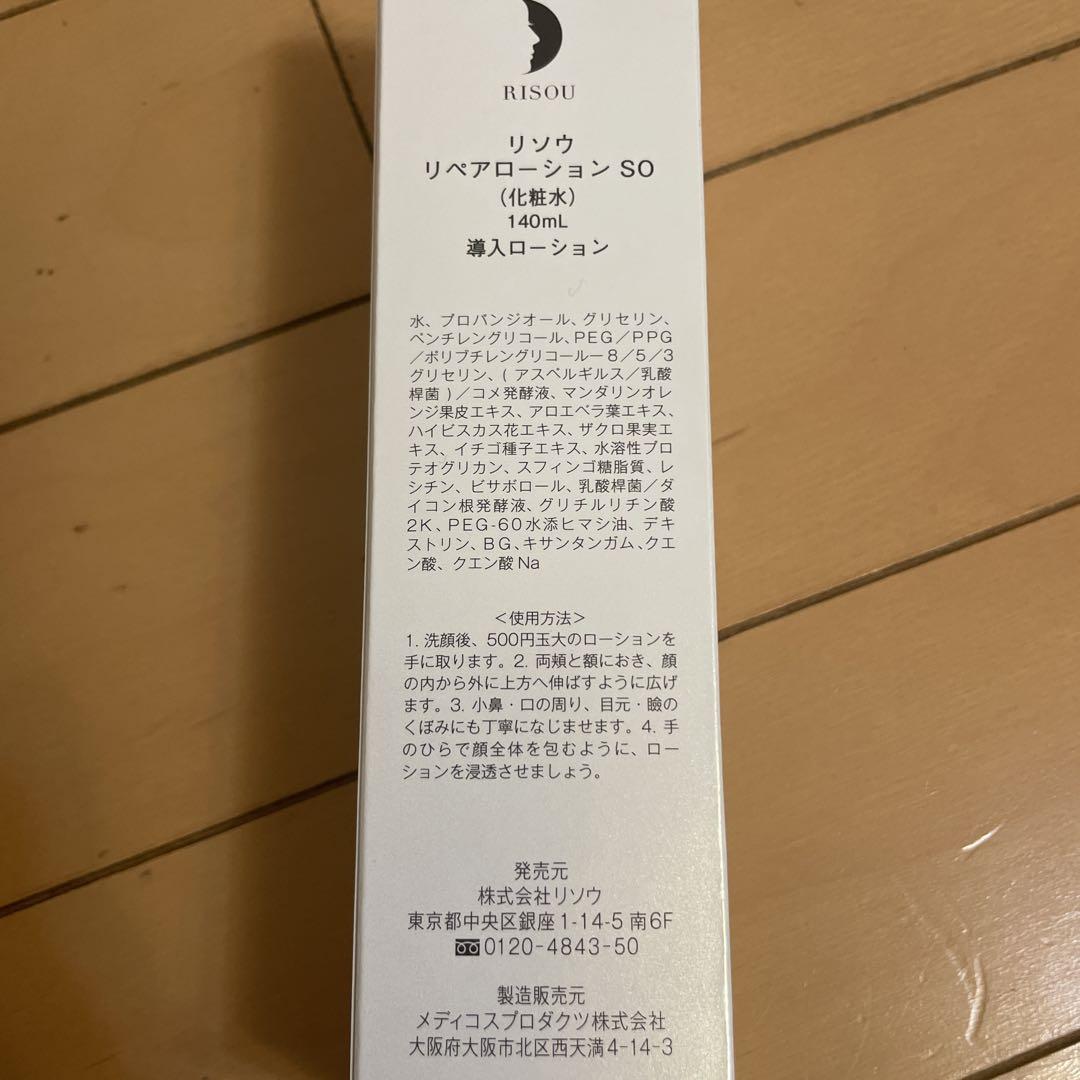 RISOU
リソウ
リペアローション SO
(化粧水)
140mL
導入ローション
水、プロパンジオール、グリセリン、
ペンチレングリコール、PEG/PPG
/ポリブチレングリコールー8/5/3
グリセリン、(アスペルギルス/乳酸
桿菌)/コメ発酵液、マンダリンオレ
ンジ果皮エキス、アロエベラ葉エキス、
ハイビスカス花エキス、ザクロ果実エ
キス、イチゴ種子エキス、水溶性プロ
テオグリカン、スフィンゴ糖脂質、レ
シチン、ビサボロール、乳酸桿菌/ダ
イコン根発酵液、グリチルリチン酸
2K、PEG-60水添ヒマシ油、デキ
ストリン、BG、キサンタンガム、クエ
ン酸、クエン酸Na
<使用方法>
1. 洗顔後、500円玉大のローションを
手に取ります。2. 両頬と額におき、顔
の内から外に上方へ伸ばすように広げ
ます。3. 小鼻・口の周り、目元・瞼の
くぼみにも丁寧になじませます。4. 手
のひらで顔全体を包むように、ロー
ションを浸透させましょう。
発売元
株式会社リソウ
東京都中央区銀座1-14-5 南6F
0120-4843-50
製造販売元
メディコスプロダクツ株式会社
大阪府大阪市北区西天満4-14-3